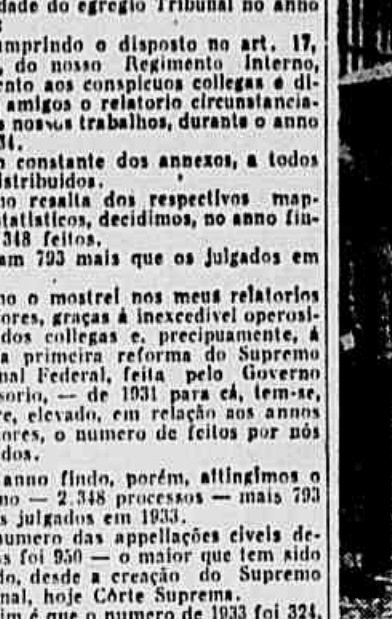 dade do egregio Tribunal no anno
umprindo o disposto no art. 17,
, do nosso Regimento Interno,
ento aos conspicuos collegas e di-
amigos o relatorio circunstancia-
s nossos trabalhos, durante o anno
34.
constante dos annexos, a todos
istribuidos.
no resalta dos respectivos map-
tatisticos, decidimos, no anno fin-
348 feitos.
am 793 mais que os julgados em
no o mostrei nos meus relatorios
ores, graças á inexcedivel operosi-
dos collegas e, precipuamente, á
a primeira reforma do Supremo
nal Federal, feita pelo Governo
sorio, — de 1931 para cá, tem-se,
re, elevado, em relação aos annos
ores, o numero de feitos por nós
dos.
anno findo, porém, attingimos o
no — 2.348 processos — mais 793
s julgados em 1933.
numero das appellações civeis de-
s foi 950 — o maior que tem sido
do, desde a creação do Supremo
nal, hoje Côrte Suprema.
im é que o numero de 1933 foi 324,